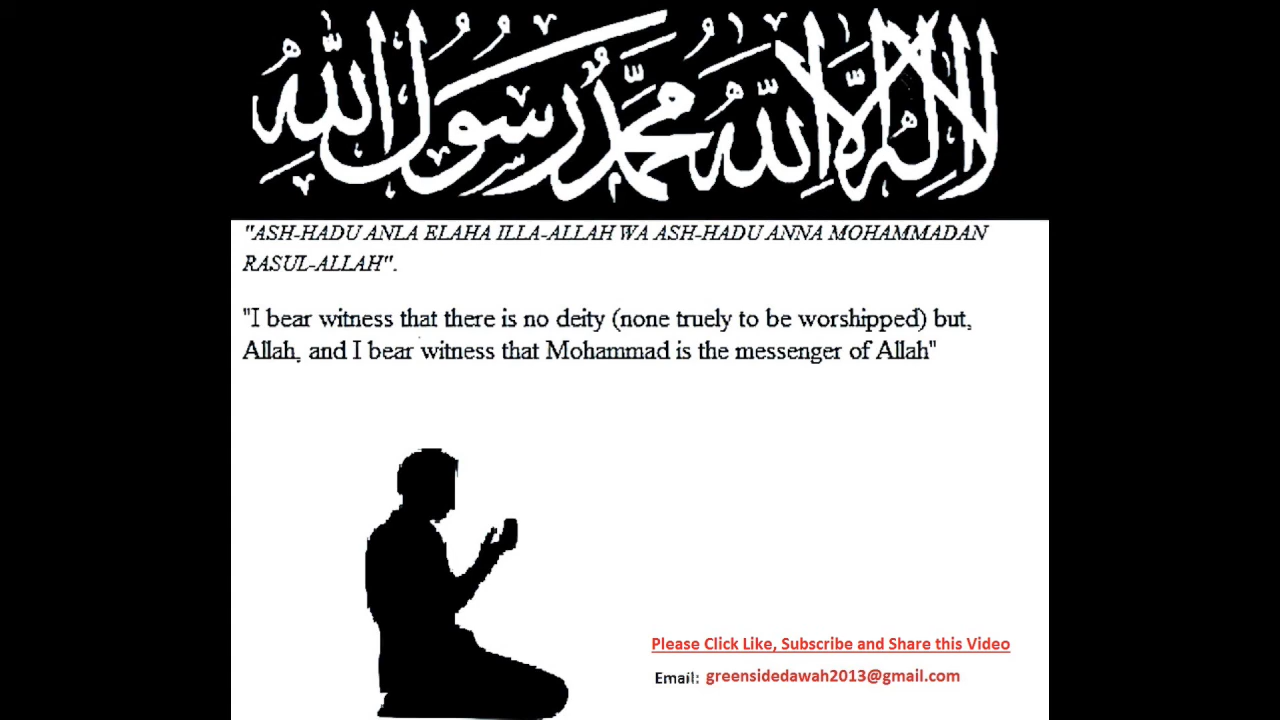 لا إله إلا الله محمد رسول الله
"ASH-HADU ANLA ELAHA ILLA-ALLAH WA ASH-HADU ANNA MOHAMMADAN
RASUL-ALLAH".
"I bear witness that there is no deity (none truely to be worshipped) but,
Allah, and I bear witness that Mohammad is the messenger of Allah"
Please Click Like, Subscribe and Share this Video
Email: greensidedawah2013@gmail.com